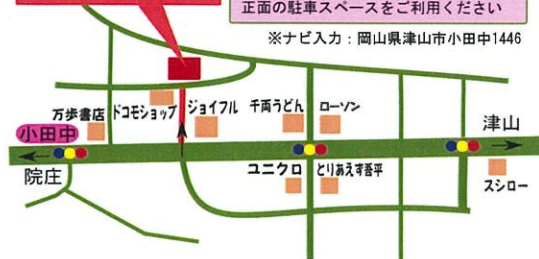 正面の駐車スペースをご利用ください
※ナビ入力：岡山県津山市小田中1446
万歩書店
ドコモショップ
ジョイフル
千両うどん
ローソン
津山
小田中
院庄
ユニクロ
とりあえず吾平
スシロー